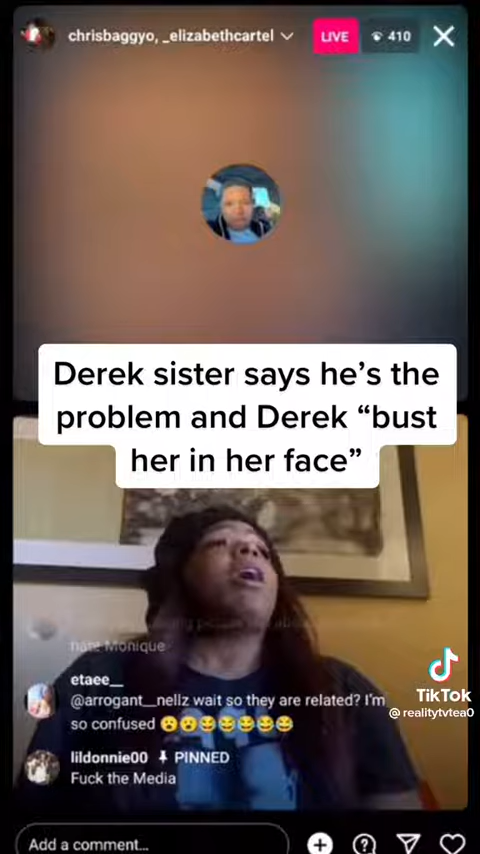 chrisbaggyo, _elizabethcartel
LIVE
410
Derek sister says he’s the
problem and Derek “bust
her in her face”
nate Monique
etaee__
@arrogant__nellz wait so they are related? I'm
so confused 😮😮😂😂😂😂😂
lildonnie00 PINNED
Fuck the Media
TikTok
@realitytvtea0
Add a comment...